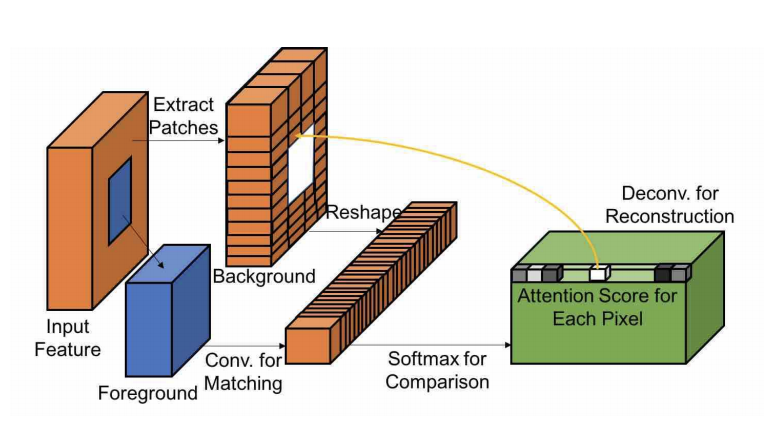 Extract
Patches
Deconv. for
Reconstruction
Reshape
Background
Attention Score for
Each Pixel
Input
Feature
Conv. for
Matching
Softmax for
Comparison
Foreground